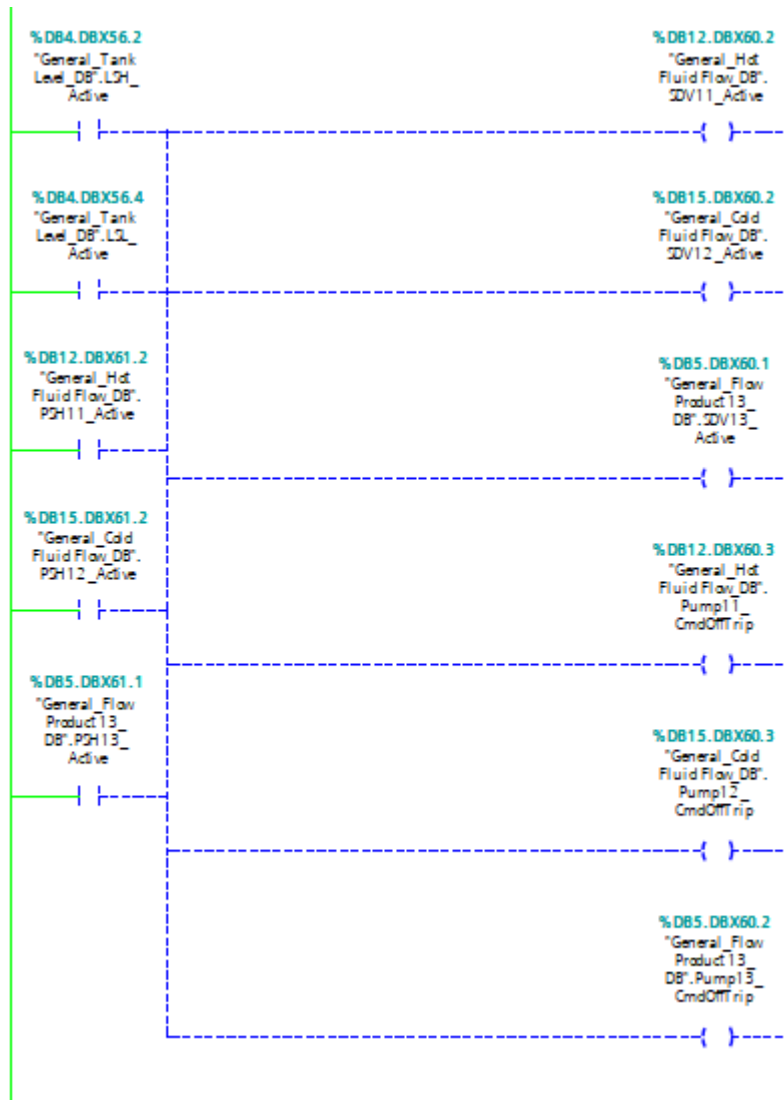 %DB4.DBX56.2
"General_Tank
Level_DB".LSH_
Active
%DB12.DBX60.2
"General_Hot
Fluid Flow_DB".
SDV11_Active
%DB4.DBX56.4
"General_Tank
Level_DB".LSL_
Active
%DB15.DBX60.2
"General_Cold
Fluid Flow_DB".
SDV12_Active
%DB12.DBX61.2
"General_Hot
Fluid Flow_DB".
PSH11_Active
%DB5.DBX60.1
"General_Flow
Product13_
DB".SDV13_
Active
%DB15.DBX61.2
"General_Cold
Fluid Flow_DB".
PSH12_Active
%DB12.DBX60.3
"General_Hot
Fluid Flow_DB".
Pump11_
CmdOffTrip
%DB5.DBX61.1
"General_Flow
Product13_
DB".PSH13_
Active
%DB15.DBX60.3
"General_Cold
Fluid Flow_DB".
Pump12_
CmdOffTrip
%DB5.DBX60.2
"General_Flow
Product13_
DB".Pump13_
CmdOffTrip